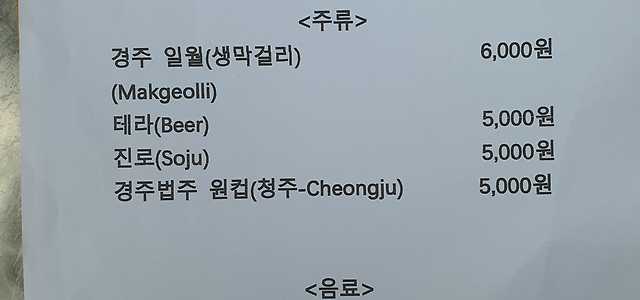 <주류>
경주 일월(생막걸리) 6,000원
(Makgeolli)
테라(Beer) 5,000원
진로(Soju) 5,000원
경주법주 원컵(청주-Cheongju) 5,000원
<음료>